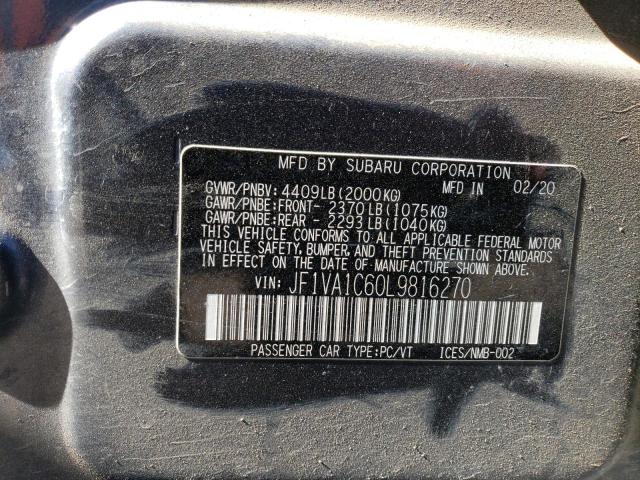 MFD BY SUBARU CORPORATION
GVWR/PNBV: 4409LB(2000KG) MFD IN 02/20
GAWR/PNBE:FRONT- 2370LB(1075KG)
GAWR/PNBE:REAR - 2293LB(1040KG)
THIS VEHICLE CONFORMS TO ALL APPLICABLE FEDERAL MOTOR
VEHICLE SAFETY, BUMPER, AND THEFT PREVENTION STANDARDS
IN EFFECT ON THE DATE OF MANUFACTURE SHOWN ABOVE.
VIN: JF1VA1C60L9816270
PASSENGER CAR TYPE:PC/VT ICES/NMB-002